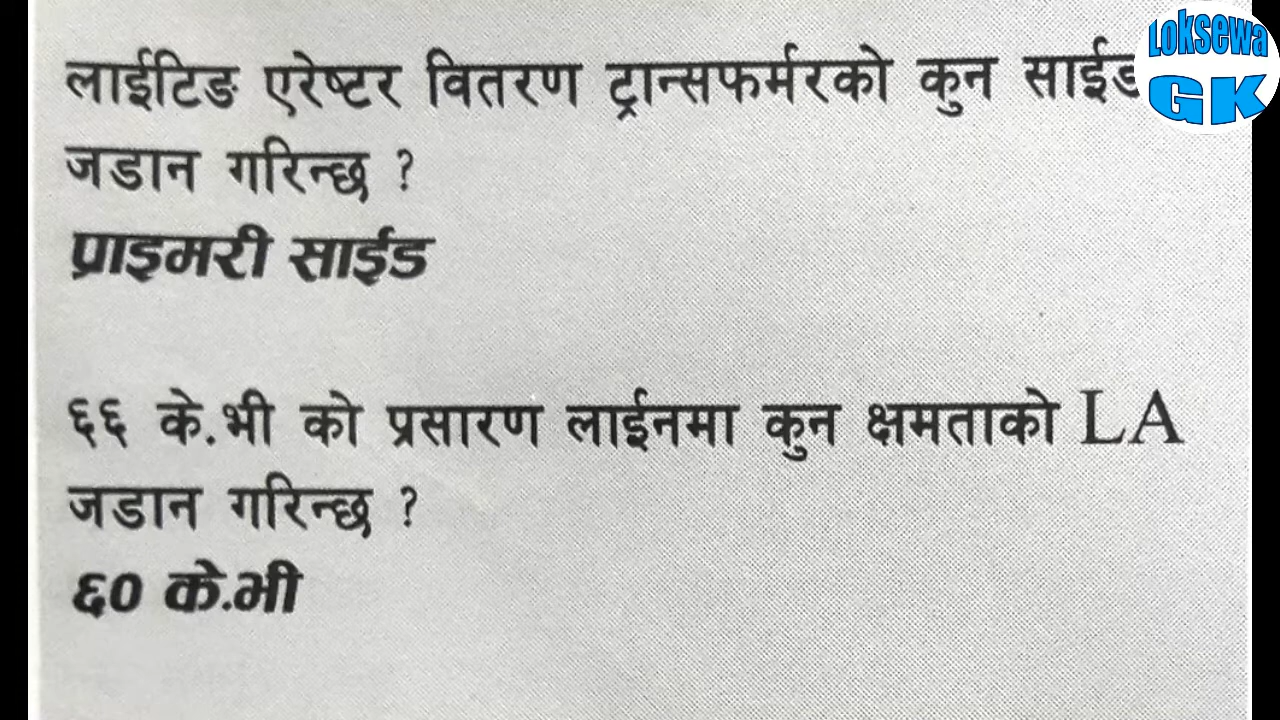 लाईटिङ एरेष्टर वितरण ट्रान्सफर्मरको कुन साईड
जडान गरिन्छ ?
प्राइमरी साईड
६६ के.भी को प्रसारण लाईनमा कुन क्षमताको LA
जडान गरिन्छ ?
६० के.भी
Loksewa
GK